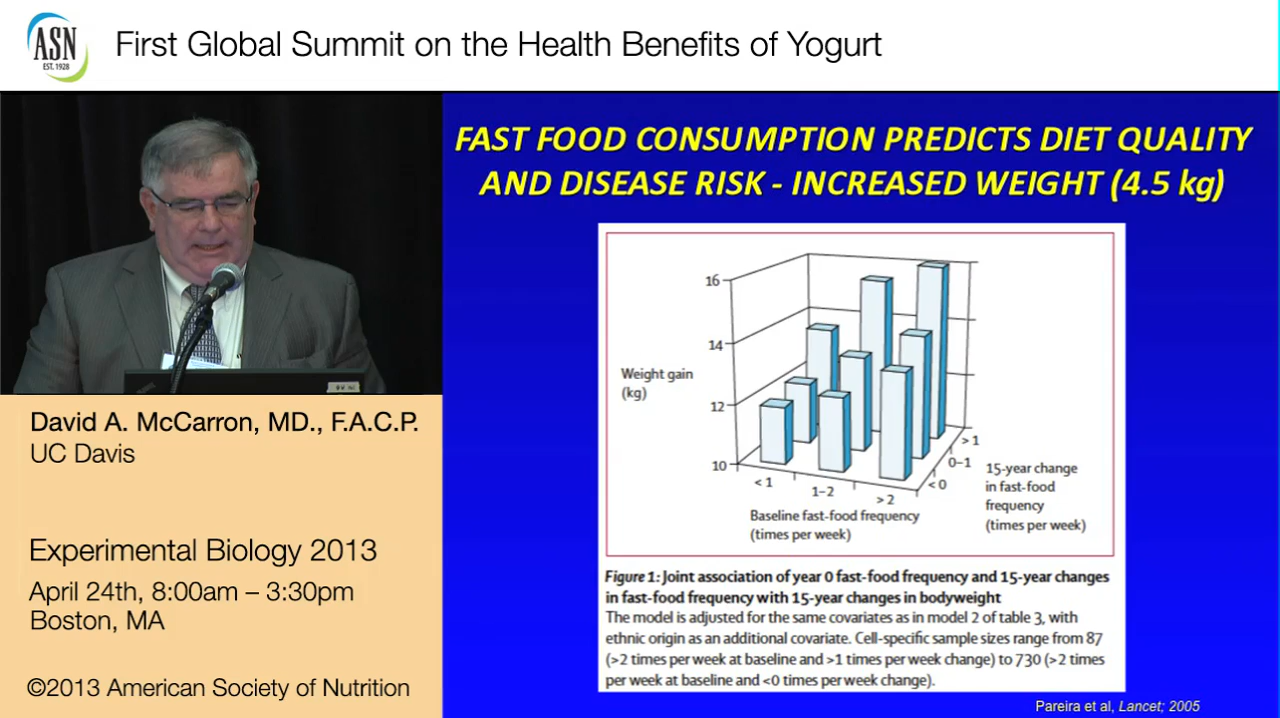 ASN
EST. 1928
First Global Summit on the Health Benefits of Yogurt
FAST FOOD CONSUMPTION PREDICTS DIET QUALITY
AND DISEASE RISK - INCREASED WEIGHT (4.5 kg)
16
14
12
10
Weight gain
(kg)
< 1
1–2
> 2
Baseline fast-food frequency
(times per week)
> 1
0–1
< 0
15-year change
in fast-food
frequency
(times per week)
Figure 1: Joint association of year 0 fast-food frequency and 15-year changes
in fast-food frequency with 15-year changes in bodyweight
The model is adjusted for the same covariates as in model 2 of table 3, with
ethnic origin as an additional covariate. Cell-specific sample sizes range from 87
(>2 times per week at baseline and >1 times per week change) to 730 (>2 times
per week at baseline and <0 times per week change).
Pareira et al, Lancet; 2005
David A. McCarron, MD., F.A.C.P.
UC Davis
Experimental Biology 2013
April 24th, 8:00am – 3:30pm
Boston, MA
©2013 American Society of Nutrition